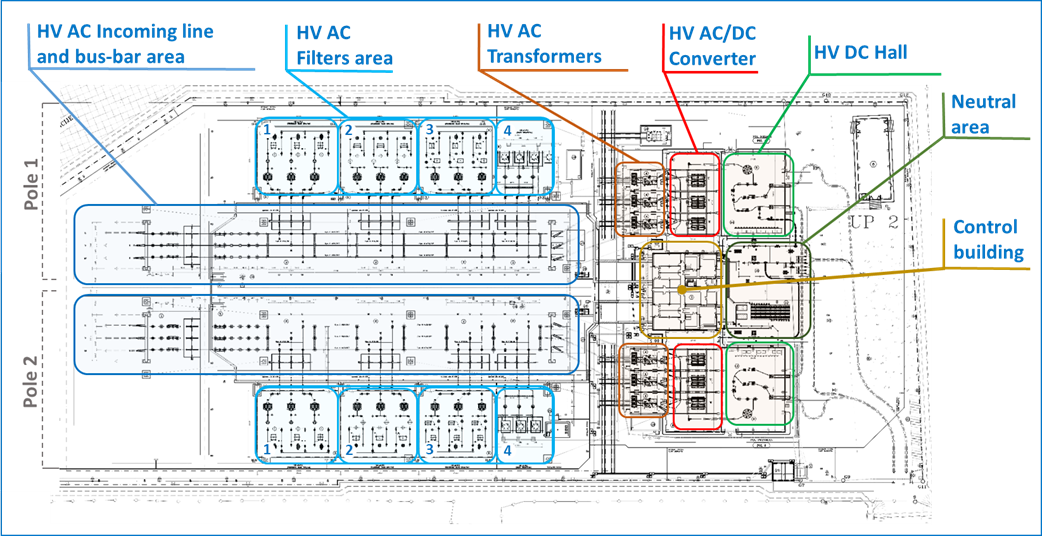 HV AC Incoming line
and bus-bar area
HV AC
Filters area
HV AC
Transformers
HV AC/DC
Converter
HV DC Hall
Neutral
area
Control
building
Pole 1
Pole 2
1
2
3
4
UP 2
1
2
3
4